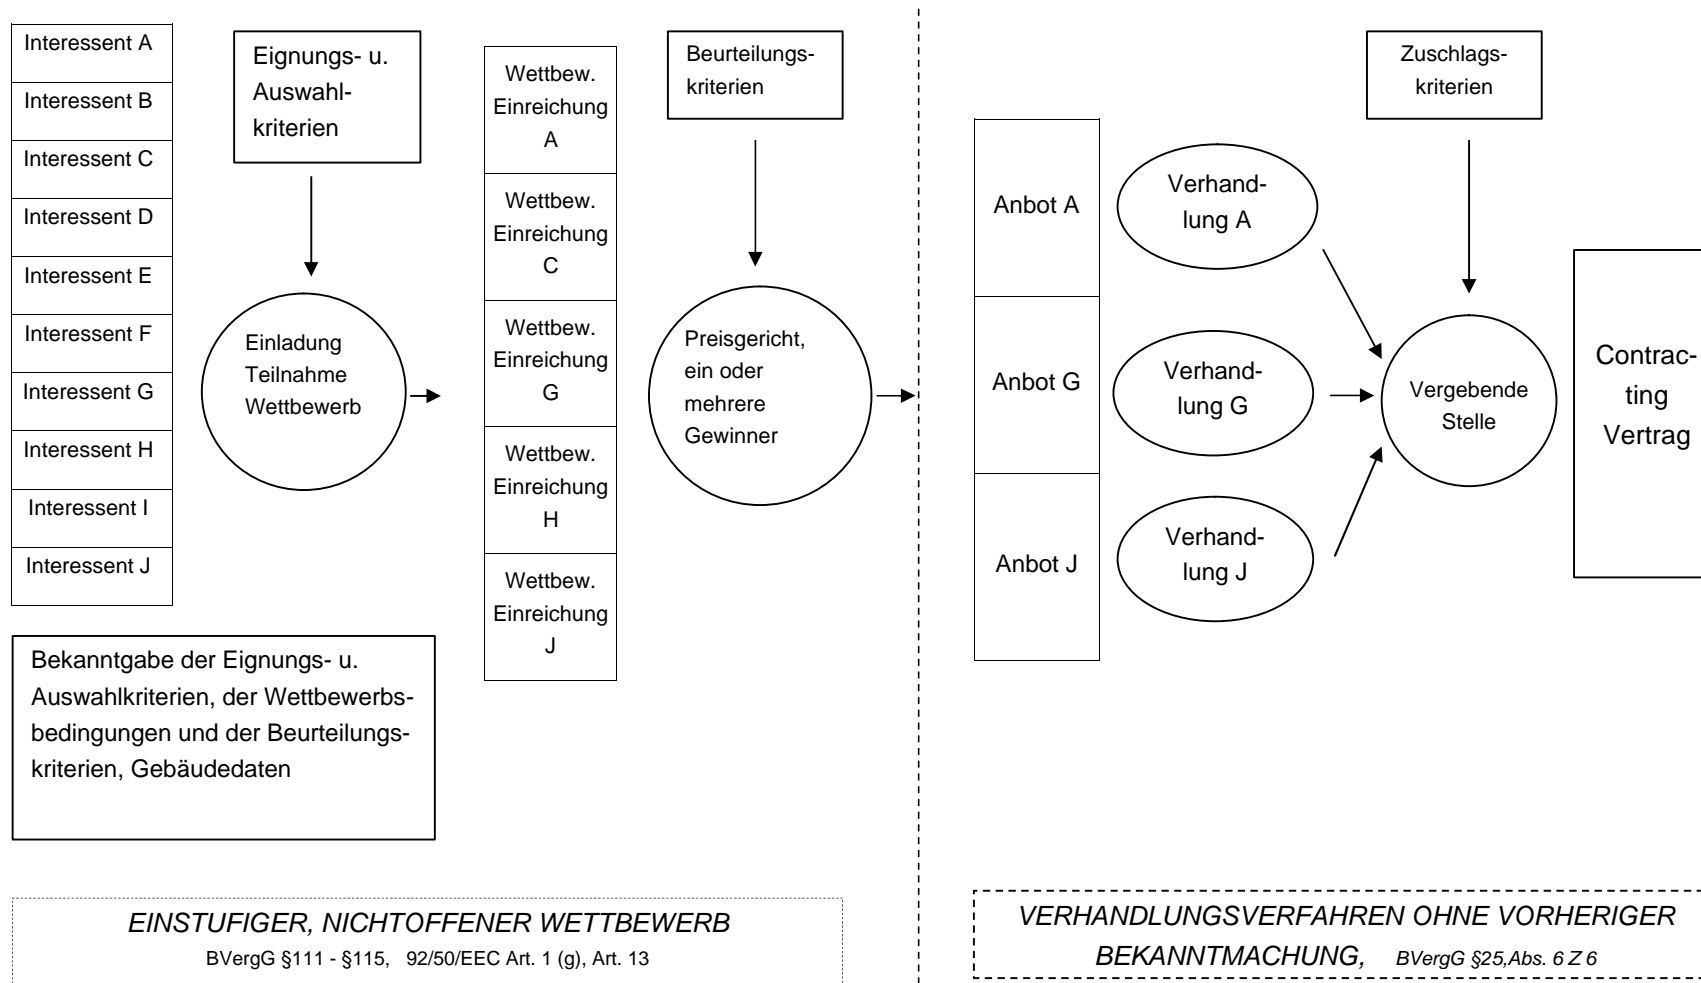 Interessent A
Interessent B
Interessent C
Interessent D
Interessent E
Interessent F
Interessent G
Interessent H
Interessent I
Interessent J
Eignungs- u.
Auswahl-
kriterien
Einladung
Teilnahme
Wettbewerb
Bekanntgabe der Eignungs- u.
Auswahlkriterien, der Wettbewerbs-
bedingungen und der Beurteilungs-
kriterien, Gebäudedaten
Wettbew.
Einreichung
A
Wettbew.
Einreichung
C
Wettbew.
Einreichung
G
Wettbew.
Einreichung
H
Wettbew.
Einreichung
J
Beurteilungs-
kriterien
Preisgericht,
ein oder
mehrere
Gewinner
EINSTUFIGER, NICHTOFFENER WETTBEWERB
BVergG §111 - §115, 92/50/EEC Art. 1 (g), Art. 13
Anbot A
Anbot G
Anbot J
Verhand-
lung A
Verhand-
lung G
Verhand-
lung J
Zuschlags-
kriterien
Vergebende
Stelle
Contrac-
ting
Vertrag
VERHANDLUNGSVERFAHREN OHNE VORHERIGER
BEKANNTMACHUNG, BVergG §25,Abs. 6 Z 6